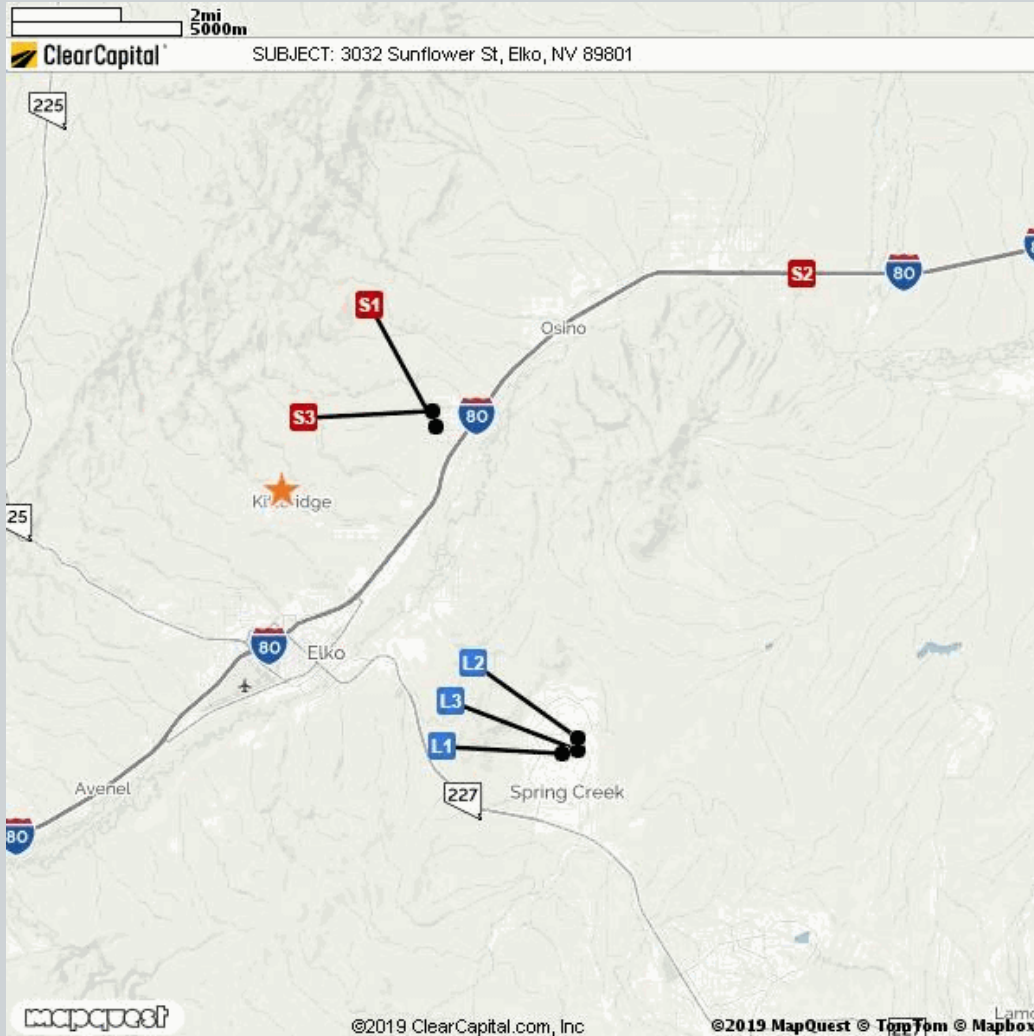 2mi
5000m
ClearCapital
SUBJECT: 3032 Sunflower St, Elko, NV 89801
225
S2
80
S1
Osino
S3
80
25
80
Elko
L2
L3
L1
227
Spring Creek
Avenel
80
mapquest
©2019 ClearCapital.com, Inc
©2019 MapQuest © TomTom © Mapbo